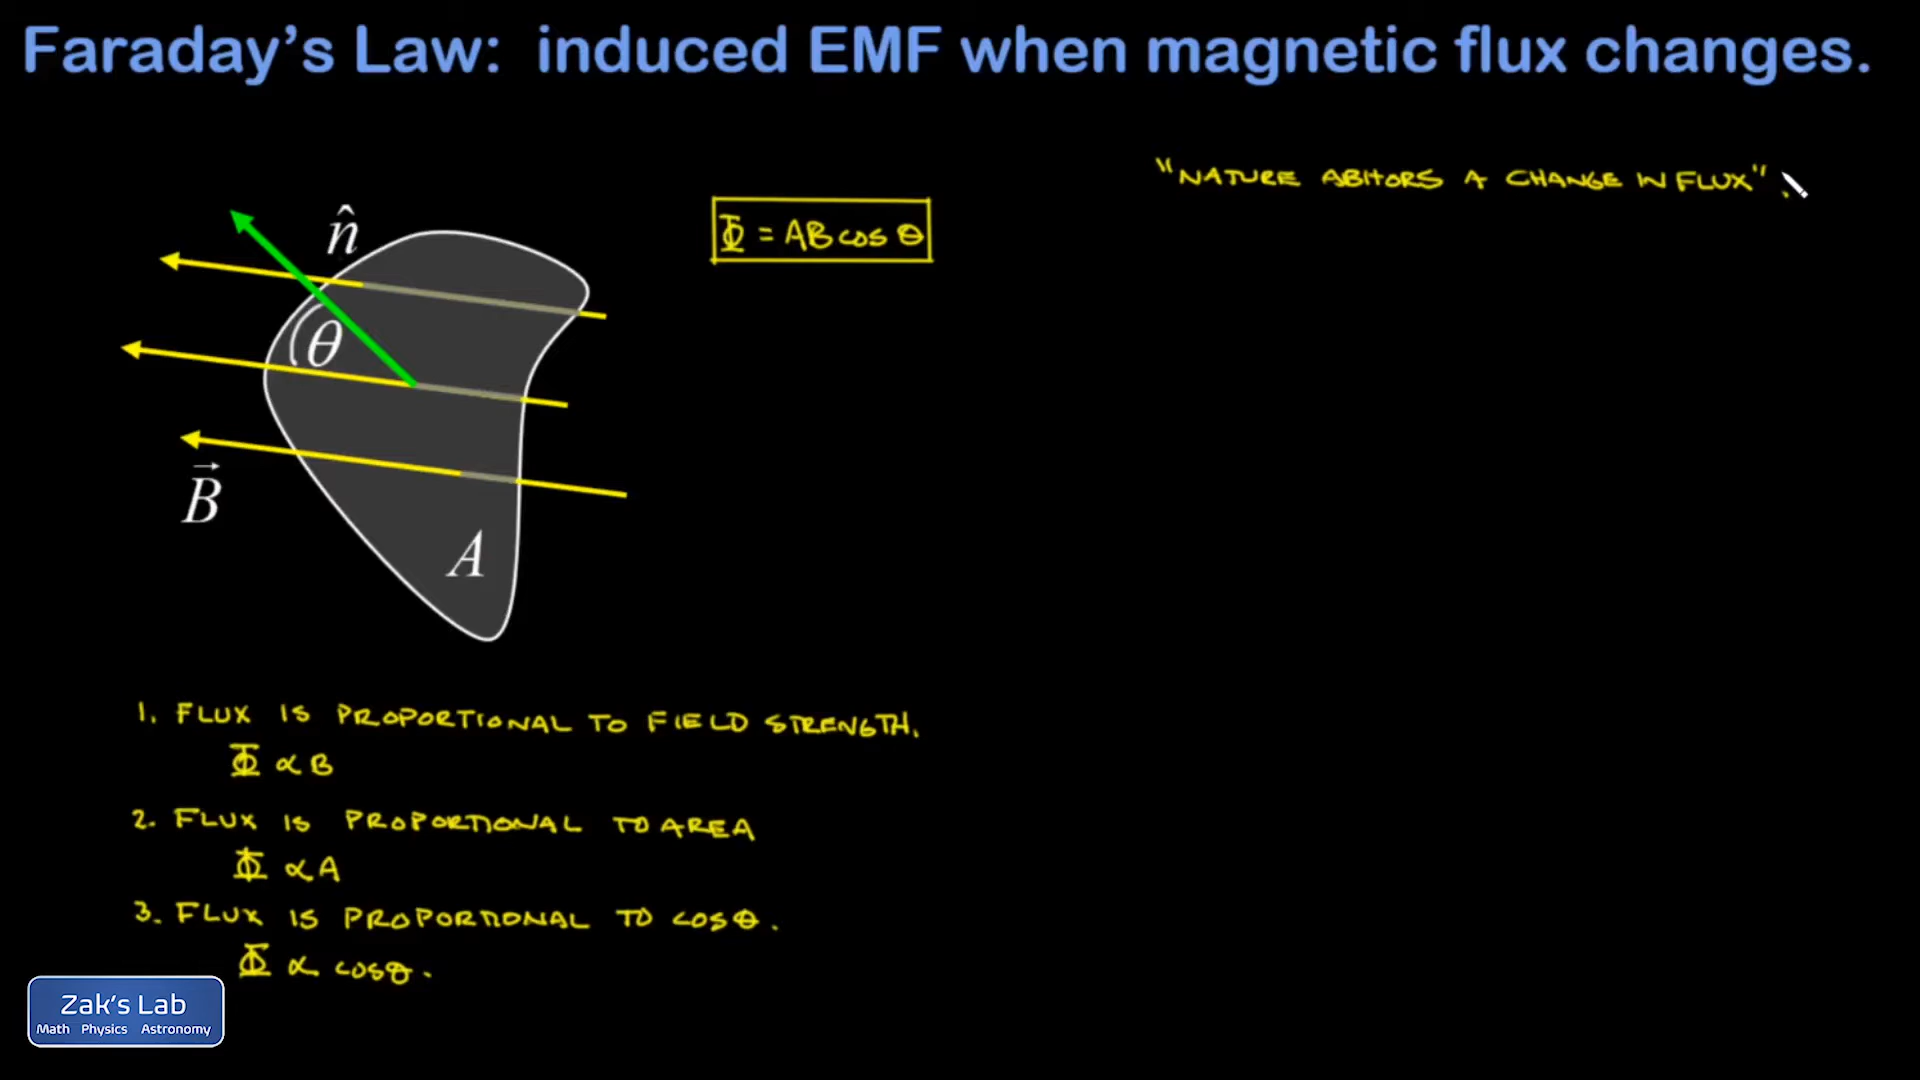 Faraday's Law: induced EMF when magnetic flux changes.
"NATURE ABHORS A CHANGE IN FLUX".
n̂
Φ = AB cos θ
θ
B⃗
A
1. FLUX IS PROPORTIONAL TO FIELD STRENGTH.
Φ ∝ B
2. FLUX IS PROPORTIONAL TO AREA
Φ ∝ A
3. FLUX IS PROPORTIONAL TO COS θ.
Φ ∝ cos θ.
Zak's Lab
Math Physics Astronomy